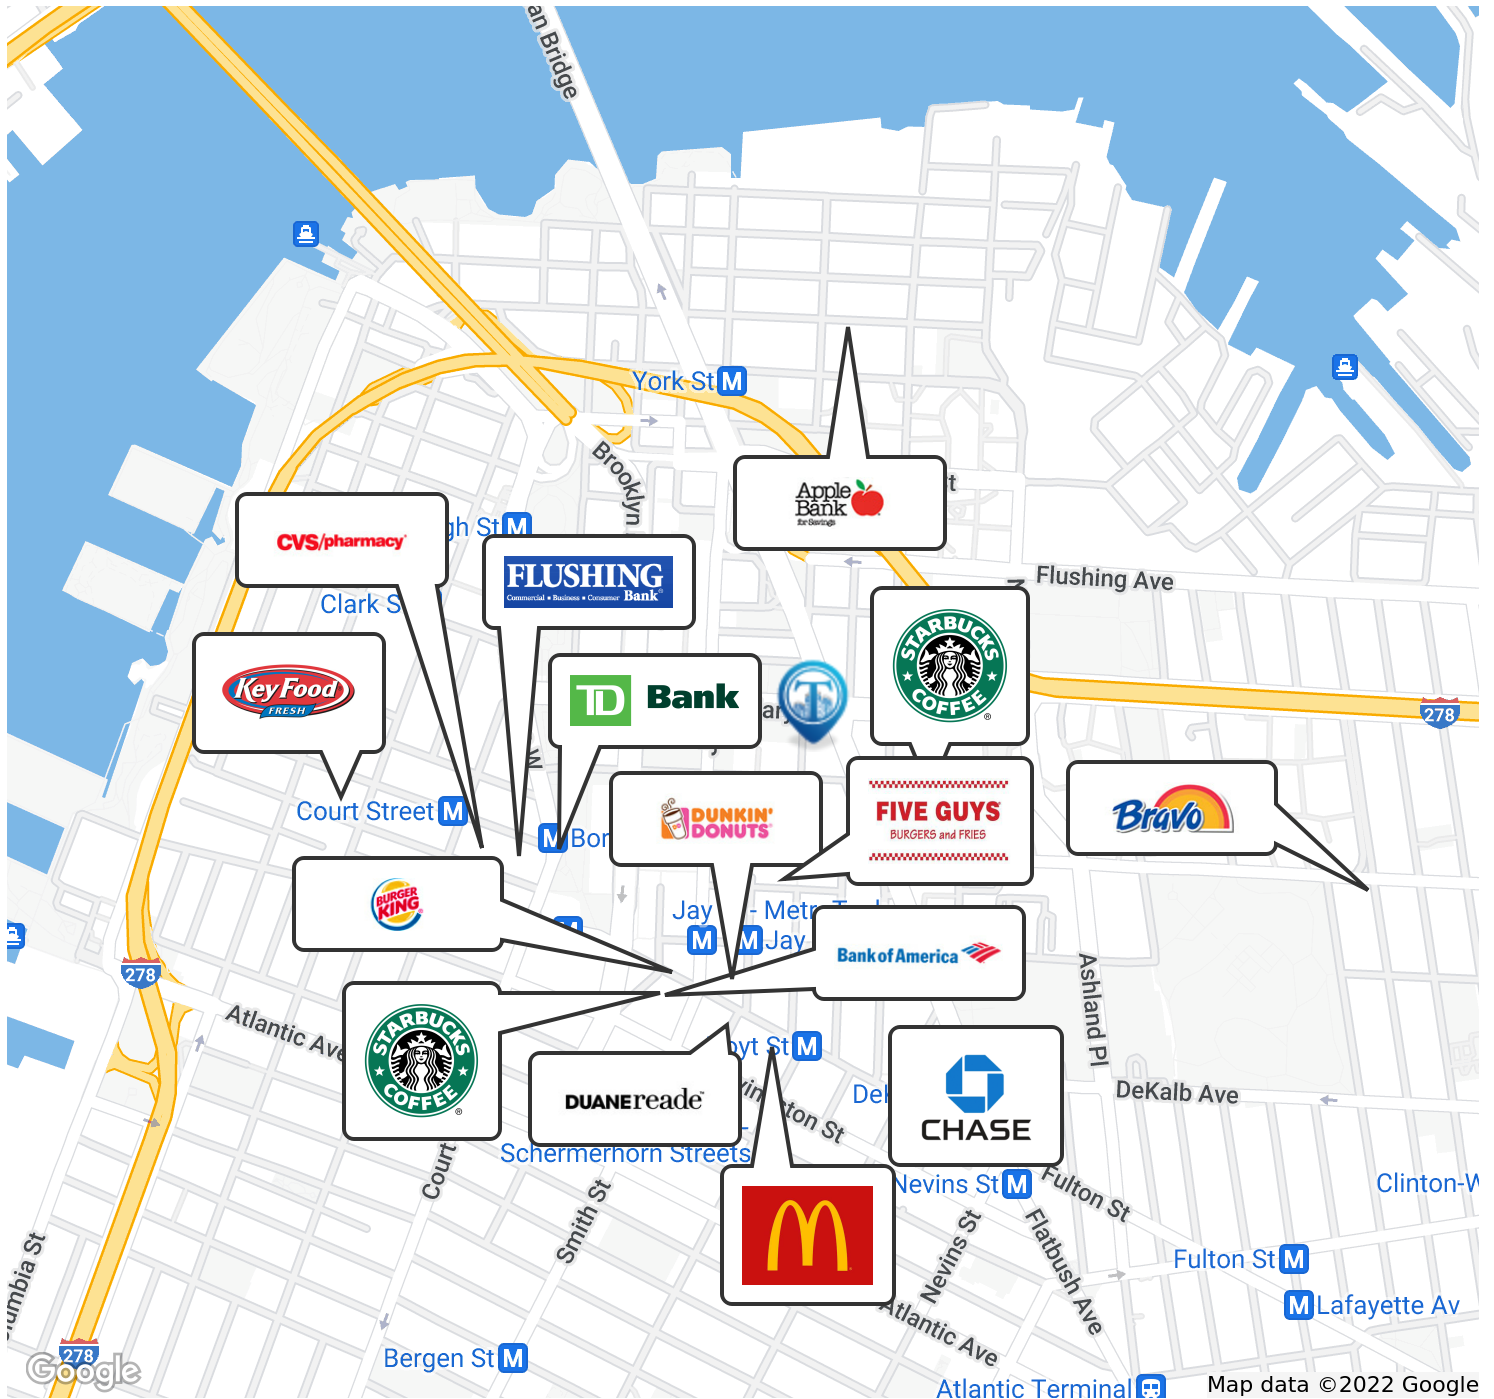 an Bridge
York St M
Brooklyn
Apple
Bank
for Savings
gh St M
CVS/pharmacy
FLUSHING
Commercial • Business • Consumer Bank®
Flushing Ave
Clark S
STARBUCKS
COFFEE
®
Key Food
FRESH
TD Bank
T
278
W
Court Street M
M Bor
DUNKIN'
DONUTS
FIVE GUYS
BURGERS and FRIES
Bravo
BURGER
KING
Jay - Metr
M
M Jay
Bank of America
278
Ashland Pl
STARBUCKS
COFFEE
®
Atlantic Ave
oyt St M
DUANEreade
vingston St
Schermerhorn Streets
DeK
CHASE
DeKalb Ave
Nevins St M
Fulton St
Clinton-W
Court
Smith St
M
Nevins St
Flatbush Ave
Fulton St M
M Lafayette Av
Atlantic Ave
lumbia St
Bergen St M
278
Google
Atlantic Terminal
Map data ©2022 Google